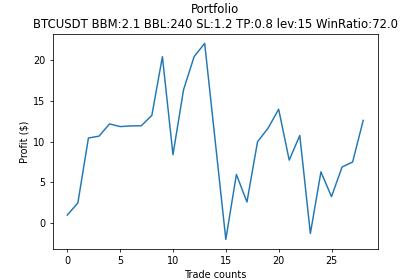 Portfolio
BTCUSDT BBM:2.1 BBL:240 SL:1.2 TP:0.8 lev:15 WinRatio:72.0
Profit ($)
20
15
10
5
0
0 5 10 15 20 25
Trade counts